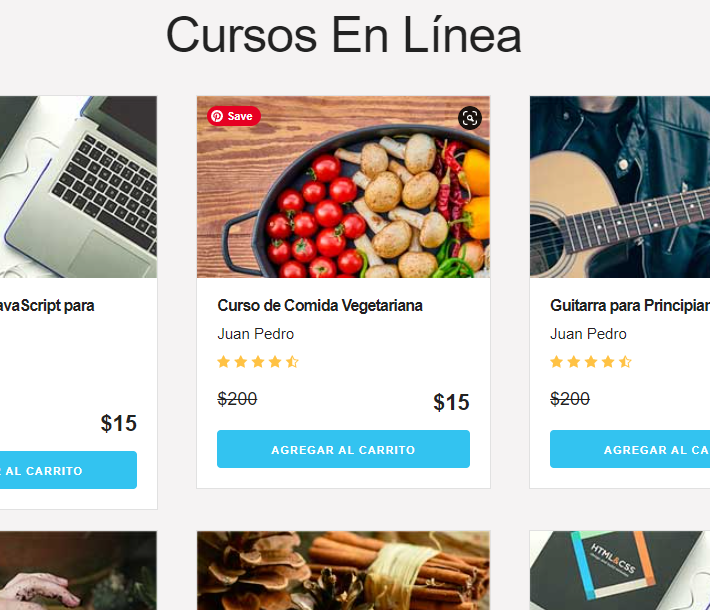 Cursos En Línea
Save
avaScript para
$15
AL CARRITO
Curso de Comida Vegetariana
Juan Pedro
$200 $15
AGREGAR AL CARRITO
Guitarra para Principian
Juan Pedro
$200
AGREGAR AL CA
HTML&CSS